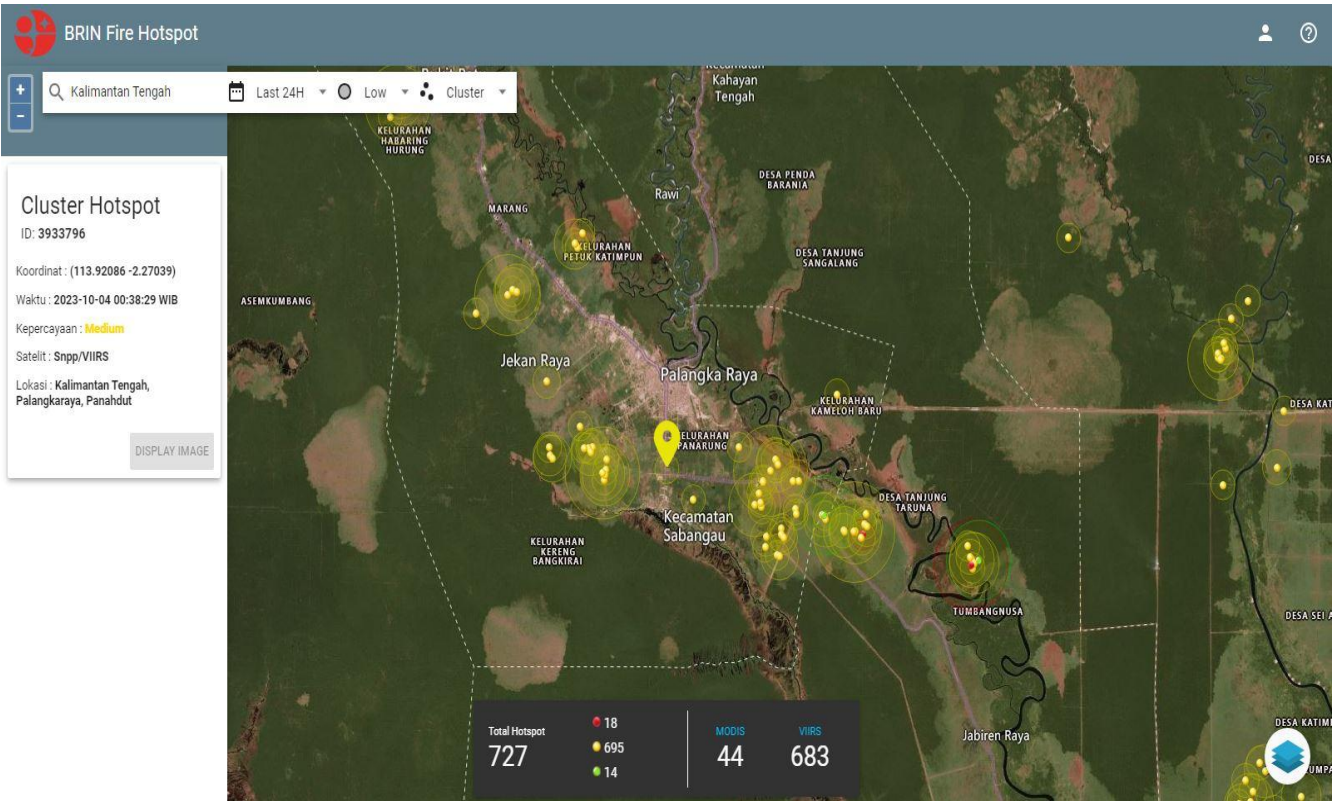 BRIN Fire Hotspot
+
-
Kalimantan Tengah
Last 24H
Low
Cluster
Cluster Hotspot
ID: 3933796
Koordinat : (113.92086 -2.27039)
Waktu : 2023-10-04 00:38:29 WIB
Kepercayaan : Medium
Satelit : Snpp/VIIRS
Lokasi : Kalimantan Tengah,
Palangkaraya, Panahdut
DISPLAY IMAGE
Kahayan
Tengah
KELURAHAN
HABARING
HURUNG
DESA PENDA
BARANIA
DESA
Rawi
MARANG
KELURAHAN
PETUK KATIMPUN
DESA TANJUNG
SANGALANG
ASEMKUMBANG
Jekan Raya
Palangka Raya
KELURAHAN
KAMELOH BARU
DESA KAT
ELURAHAN
PANARUNG
DESA TANJUNG
TARUNA
Kecamatan
Sabangau
KELURAHAN
KERENG
BANGKIRAI
TUMBANGNUSA
DESA SEI A
Jabiren Raya
DESA KATIMP
UMPA
Total Hotspot
727
18
695
14
MODIS
44
VIIRS
683